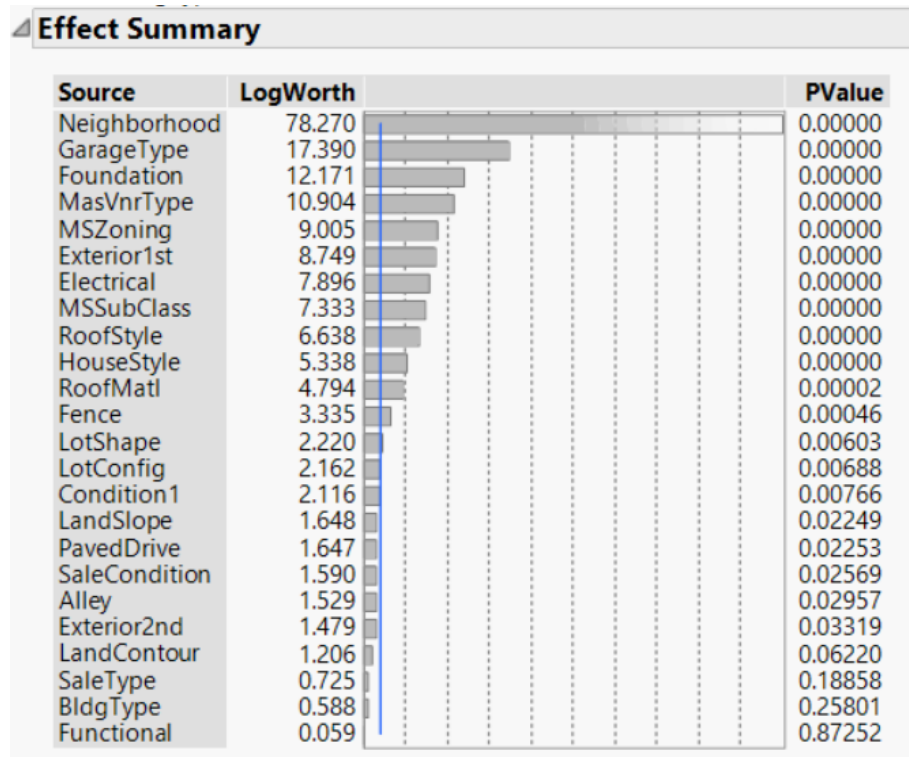 Effect Summary
Source LogWorth PValue
Neighborhood 78.270 0.00000
GarageType 17.390 0.00000
Foundation 12.171 0.00000
MasVnrType 10.904 0.00000
MSZoning 9.005 0.00000
Exterior1st 8.749 0.00000
Electrical 7.896 0.00000
MSSubClass 7.333 0.00000
RoofStyle 6.638 0.00000
HouseStyle 5.338 0.00000
RoofMatl 4.794 0.00002
Fence 3.335 0.00046
LotShape 2.220 0.00603
LotConfig 2.162 0.00688
Condition1 2.116 0.00766
LandSlope 1.648 0.02249
PavedDrive 1.647 0.02253
SaleCondition 1.590 0.02569
Alley 1.529 0.02957
Exterior2nd 1.479 0.03319
LandContour 1.206 0.06220
SaleType 0.725 0.18858
BldgType 0.588 0.25801
Functional 0.059 0.87252